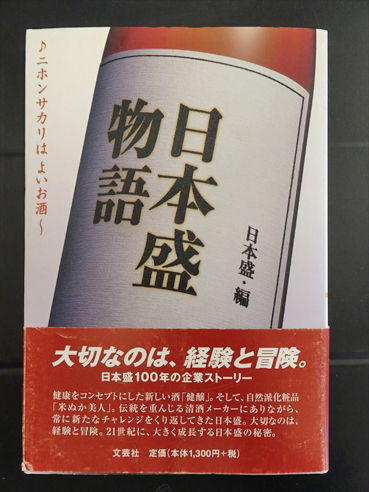 ♪ニホンサカリは よいお酒〜
日本盛
物語
日本盛・編
大切なのは、経験と冒険。
日本盛100年の企業ストーリー
健康をコンセプトにした新しい酒「健醸」。そして、自然派化粧品
「米ぬか美人」。伝統を重んじる清酒メーカーにありながら、
常に新たなチャレンジをくり返してきた日本盛。大切なのは、
経験と冒険。21世紀に、大きく成長する日本盛の秘密。
文芸社 定価(本体1,300円+税)